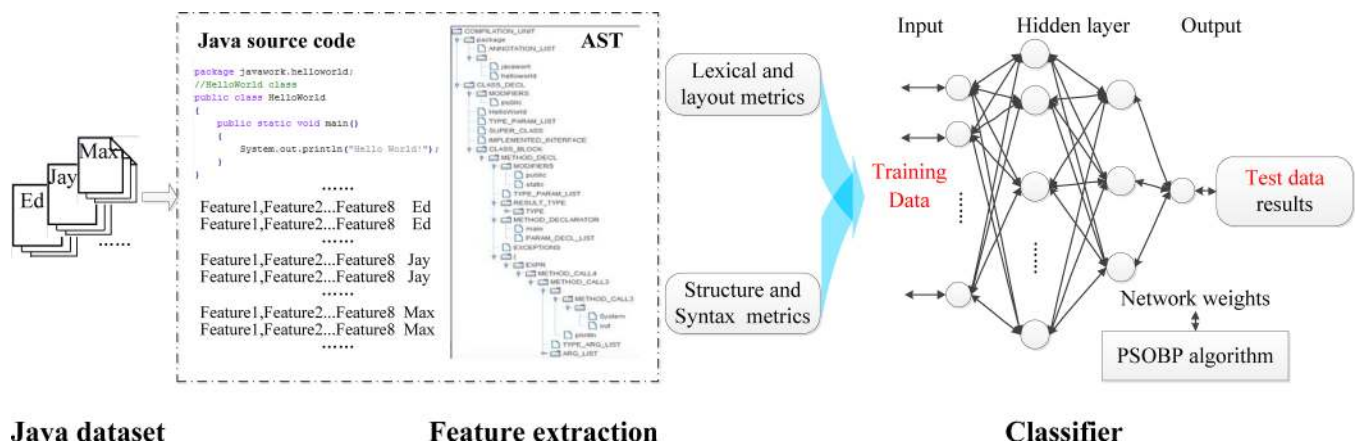 Max
Jay
Ed
......
Java source code
package javawork.helloworld;
//HelloWorld class
public class HelloWorld
{
public static void main()
{
System.out.println("Hello World!");
}
}
......
Feature1,Feature2...Feature8 Ed
Feature1,Feature2...Feature8 Ed
......
Feature1,Feature2...Feature8 Jay
Feature1,Feature2...Feature8 Jay
......
Feature1,Feature2...Feature8 Max
Feature1,Feature2...Feature8 Max
......
AST
COMPILATION_UNIT
package
ANNOTATION_LIST
javawork
helloworld
CLASS_DECL
MODIFIERS
public
HelloWorld
TYPE_PARAM_LIST
SUPER_CLASS
IMPLEMENTED_INTERFACE
CLASS_BLOCK
METHOD_DECL
MODIFIERS
public
static
TYPE_PARAM_LIST
RESULT_TYPE
TYPE
METHOD_DECLARATOR
main
PARAM_DECL_LIST
EXCEPTIONS
{
EXPR
METHOD_CALL4
METHOD_CALL3
METHOD_CALL3
System
out
println
TYPE_ARG_LIST
ARG_LIST
Lexical and
layout metrics
Structure and
Syntax metrics
Training
Data
Input Hidden layer Output
......
......
Test data
results
Network weights
PSOBP algorithm
Java dataset Feature extraction Classifier